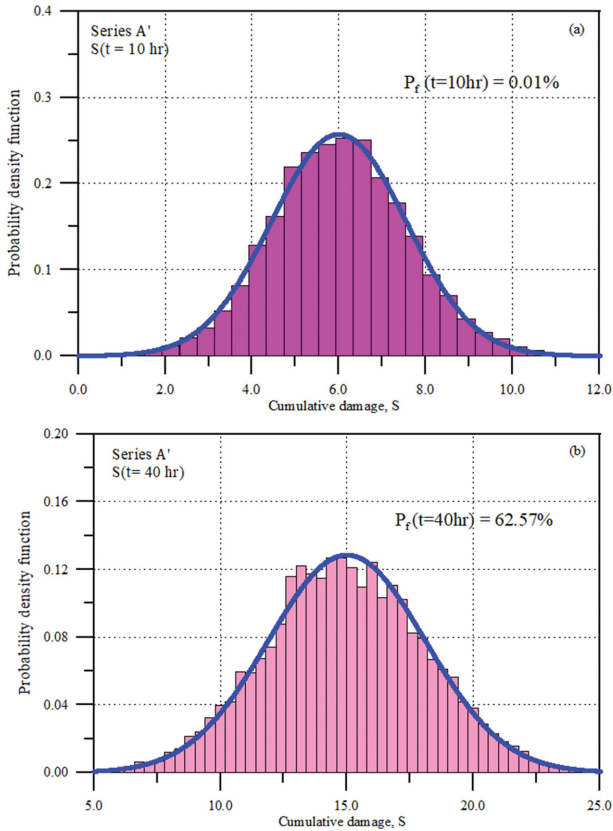 0.4
Series A'
S(t = 10 hr)
(a)
P_f (t=10hr) = 0.01%
0.3
0.2
0.1
0.0
Probability density function
0.0 2.0 4.0 6.0 8.0 10.0 12.0
Cumulative damage, S
0.20
Series A'
S(t= 40 hr)
(b)
P_f(t=40hr) = 62.57%
0.16
0.12
0.08
0.04
0.00
Probability density function
5.0 10.0 15.0 20.0 25.0
Cumulative damage, S